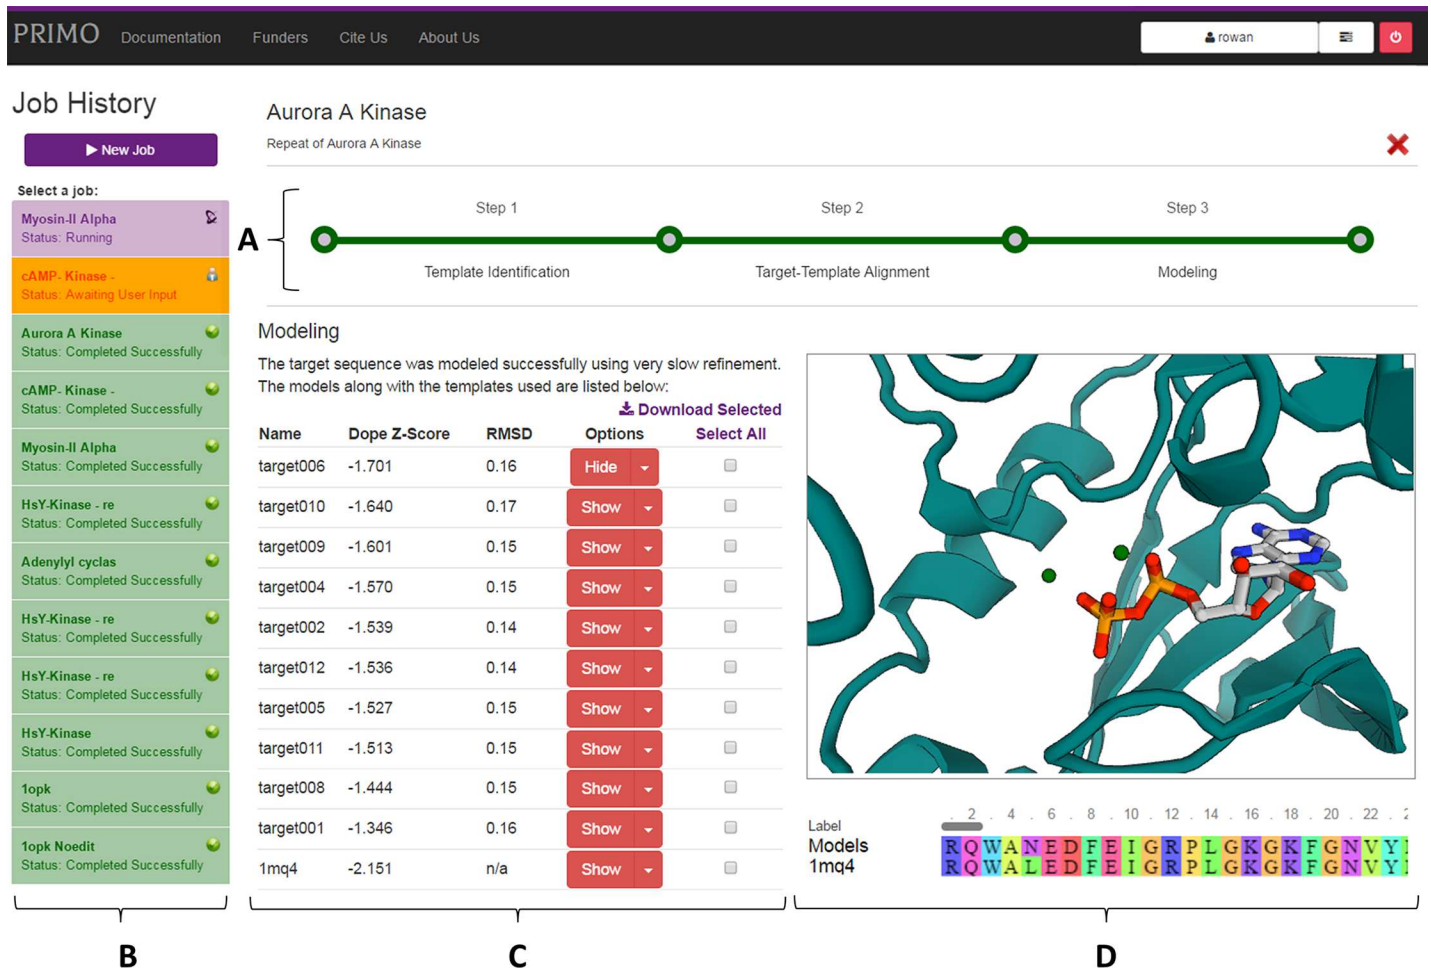 PRIMO Documentation Funders Cite Us About Us rowan
Job History
New Job
Select a job:
Myosin-II Alpha
Status: Running
cAMP- Kinase -
Status: Awaiting User Input
Aurora A Kinase
Status: Completed Successfully
cAMP- Kinase -
Status: Completed Successfully
Myosin-II Alpha
Status: Completed Successfully
HsY-Kinase - re
Status: Completed Successfully
Adenylyl cyclas
Status: Completed Successfully
HsY-Kinase - re
Status: Completed Successfully
HsY-Kinase - re
Status: Completed Successfully
HsY-Kinase
Status: Completed Successfully
1opk
Status: Completed Successfully
1opk Noedit
Status: Completed Successfully
B
Aurora A Kinase
Repeat of Aurora A Kinase
A
Step 1 Step 2 Step 3
Template Identification Target-Template Alignment Modeling
Modeling
The target sequence was modeled successfully using very slow refinement.
The models along with the templates used are listed below:
Download Selected
Name Dope Z-Score RMSD Options Select All
target006 -1.701 0.16 Hide
target010 -1.640 0.17 Show
target009 -1.601 0.15 Show
target004 -1.570 0.15 Show
target002 -1.539 0.14 Show
target012 -1.536 0.14 Show
target005 -1.527 0.15 Show
target011 -1.513 0.15 Show
target008 -1.444 0.15 Show
target001 -1.346 0.16 Show
1mq4 -2.151 n/a Show
C
. 2 . 4 . 6 . 8 . 10 . 12 . 14 . 16 . 18 . 20 . 22 .
Label
Models RQWANEDFEIGRPLGKGKFGNVY
1mq4 RQWALEDFEIGRPLGKGKFGNVY
D